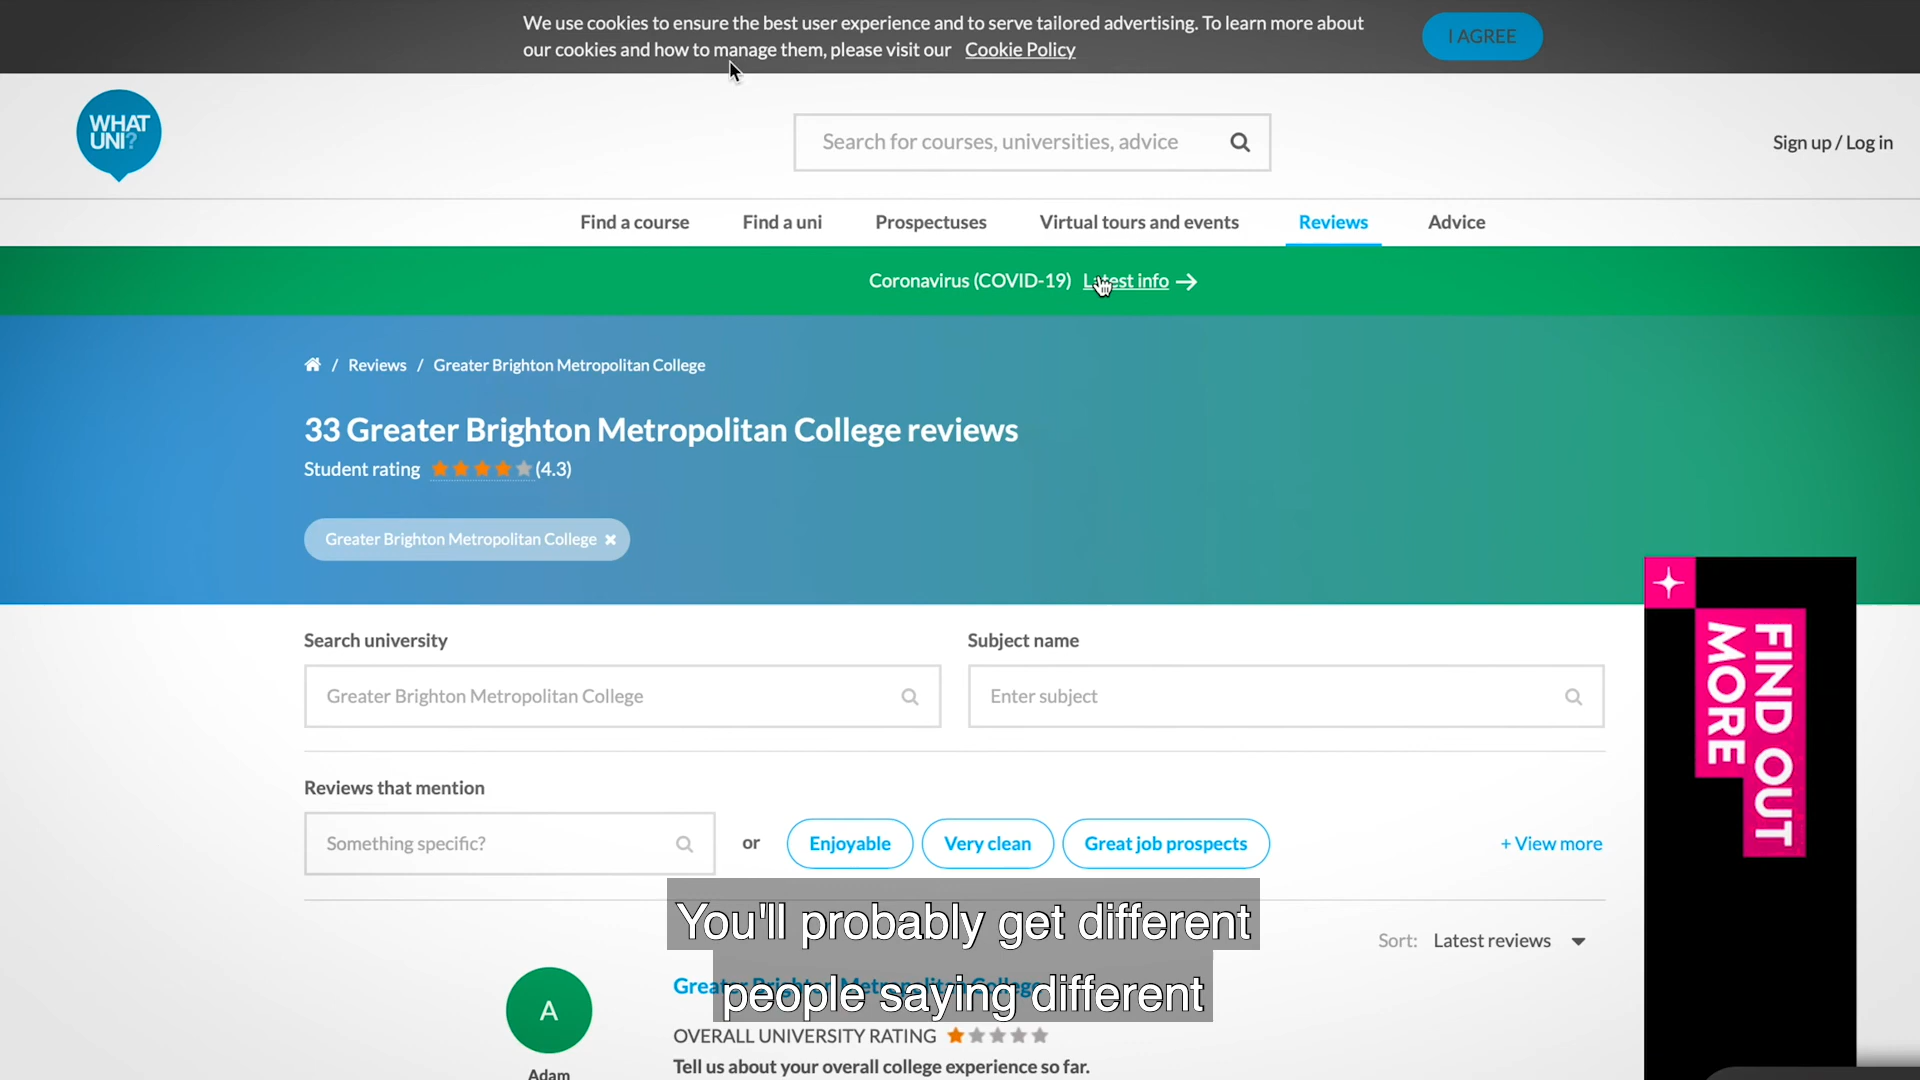 We use cookies to ensure the best user experience and to serve tailored advertising. To learn more about
our cookies and how to manage them, please visit our Cookie Policy
I AGREE
WHAT
UNI?
Search for courses, universities, advice
Sign up / Log in
Find a course
Find a uni
Prospectuses
Virtual tours and events
Reviews
Advice
Coronavirus (COVID-19) Latest info
/ Reviews / Greater Brighton Metropolitan College
33 Greater Brighton Metropolitan College reviews
Student rating (4.3)
Greater Brighton Metropolitan College
Search university
Subject name
Greater Brighton Metropolitan College
Enter subject
Reviews that mention
Something specific?
or
Enjoyable
Very clean
Great job prospects
+ View more
FIND OUT
MORE
You'll probably get different
people saying different
Sort: Latest reviews
A
Adam
Greater Brighton Metropolitan College
OVERALL UNIVERSITY RATING
Tell us about your overall college experience so far.